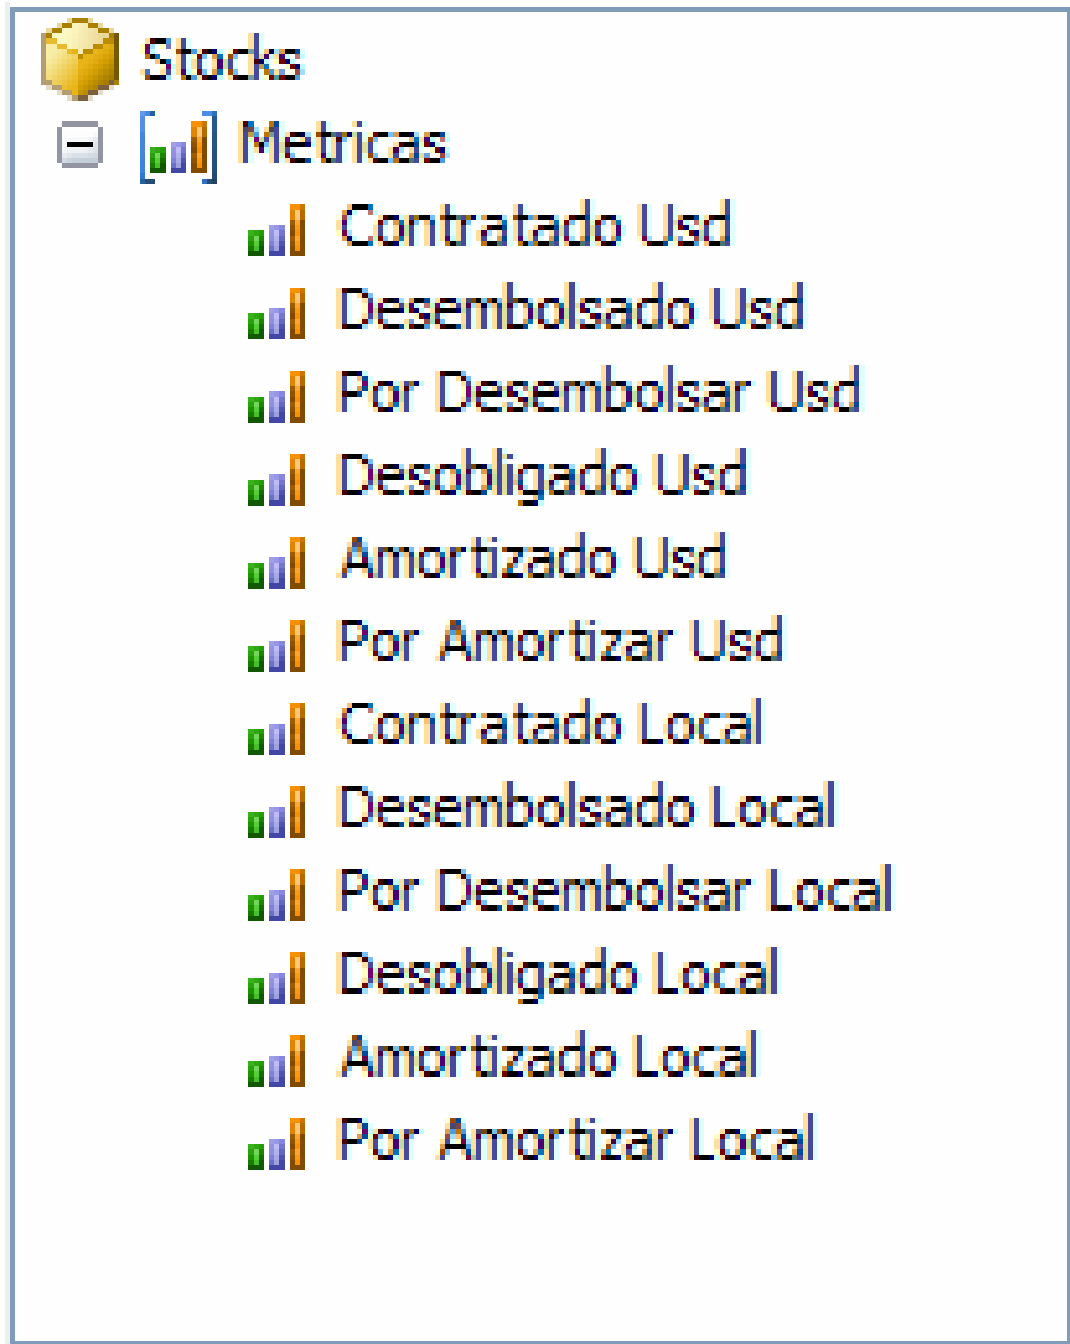 Stocks
Metricas
Contratado Usd
Desembolsado Usd
Por Desembolsar Usd
Desobligado Usd
Amortizado Usd
Por Amortizar Usd
Contratado Local
Desembolsado Local
Por Desembolsar Local
Desobligado Local
Amortizado Local
Por Amortizar Local